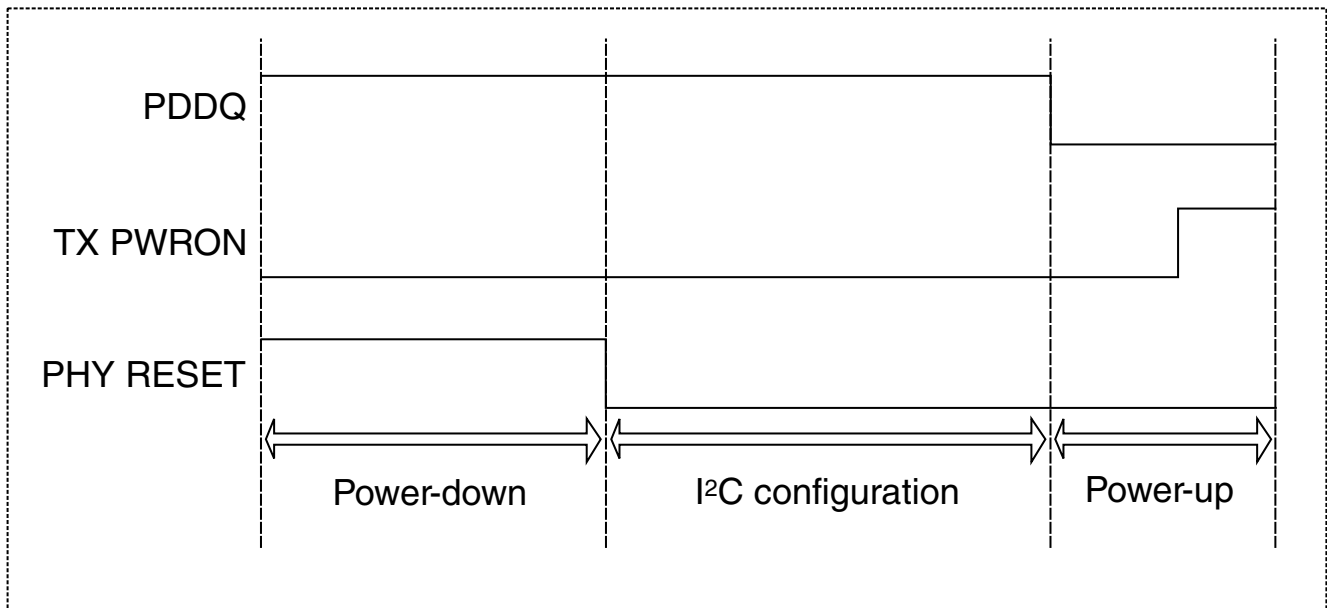 PDDQ
TX PWRON
PHY RESET
Power-down
I²C configuration
Power-up